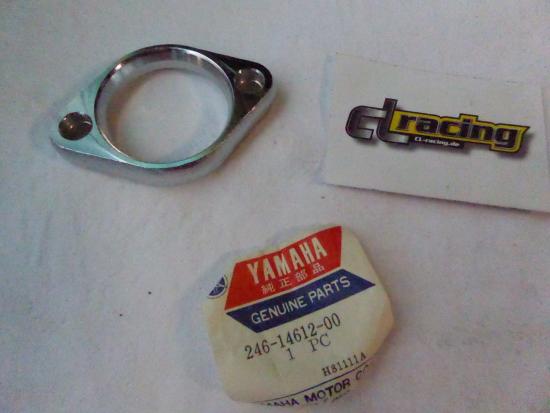 CL racing
CL-racing.de
YAMAHA
純正部品
GENUINE PARTS
246-14612-00
1 PC
H81111A
YAMAHA MOTOR CO